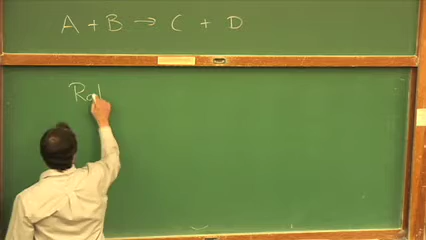 A + B → C + D
Ra